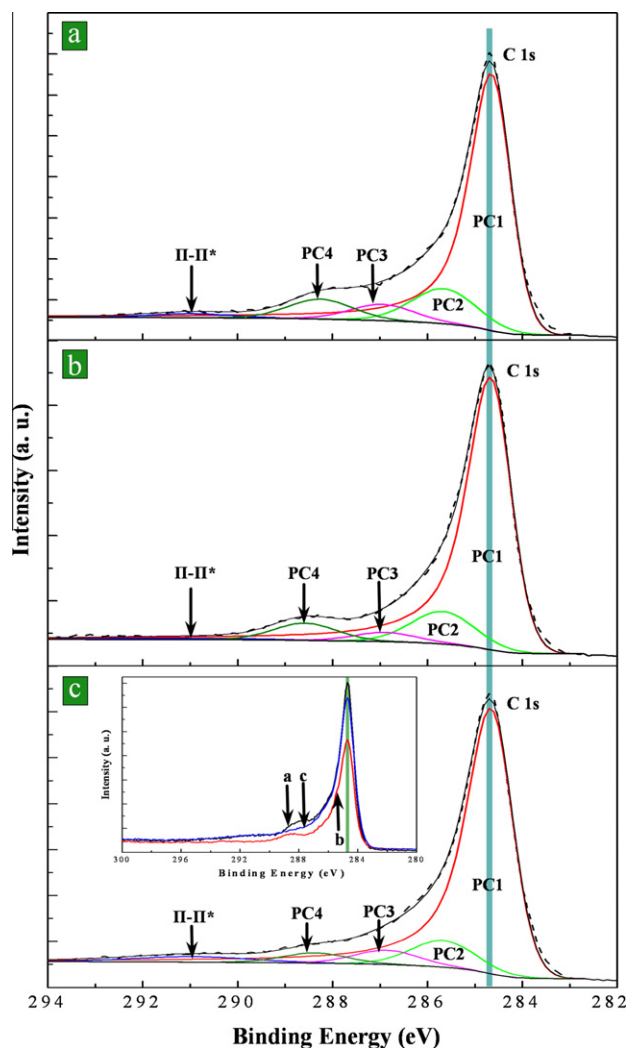 a
C 1s
PC1
Π-Π*
PC4
PC3
PC2
b
C 1s
PC1
Π-Π*
PC4
PC3
PC2
c
C 1s
PC1
Π-Π*
PC4
PC3
PC2
Intensity (a. u.)
a
c
b
300 296 292 288 284 280
Binding Energy (eV)
Intensity (a. u.)
294 292 290 288 286 284 282
Binding Energy (eV)